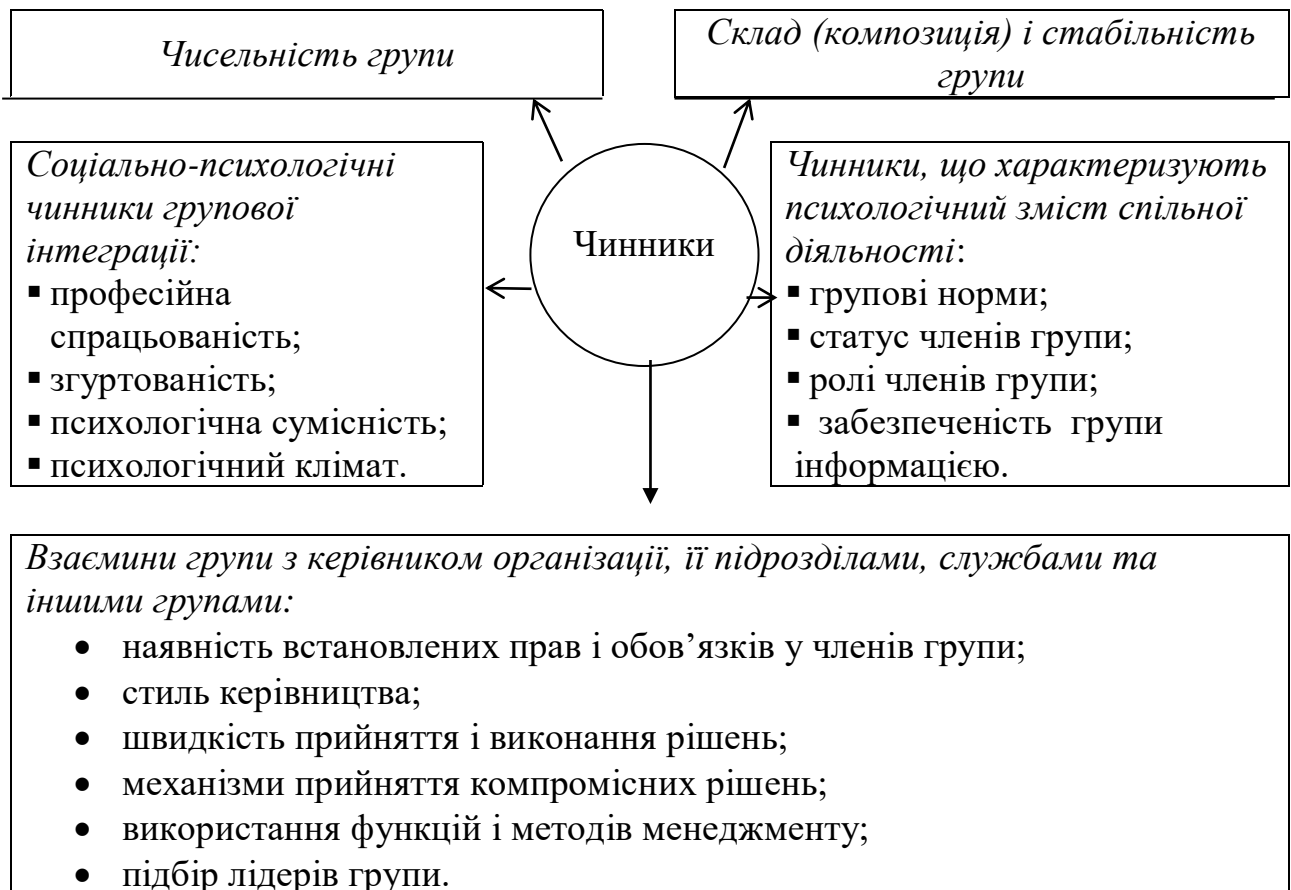 Чисельність групи
Склад (композиція) і стабільність
групи
Соціально-психологічні
чинники групової
інтеграції:
▪ професійна
спрацьованість;
▪ згуртованість;
▪ психологічна сумісність;
▪ психологічний клімат.
Чинники
Чинники, що характеризують
психологічний зміст спільної
діяльності:
▪ групові норми;
▪ статус членів групи;
▪ ролі членів групи;
▪ забезпеченість групи
інформацією.
Взаємини групи з керівником організації, її підрозділами, службами та
іншими групами:
• наявність встановлених прав і обов’язків у членів групи;
• стиль керівництва;
• швидкість прийняття і виконання рішень;
• механізми прийняття компромісних рішень;
• використання функцій і методів менеджменту;
• підбір лідерів групи.